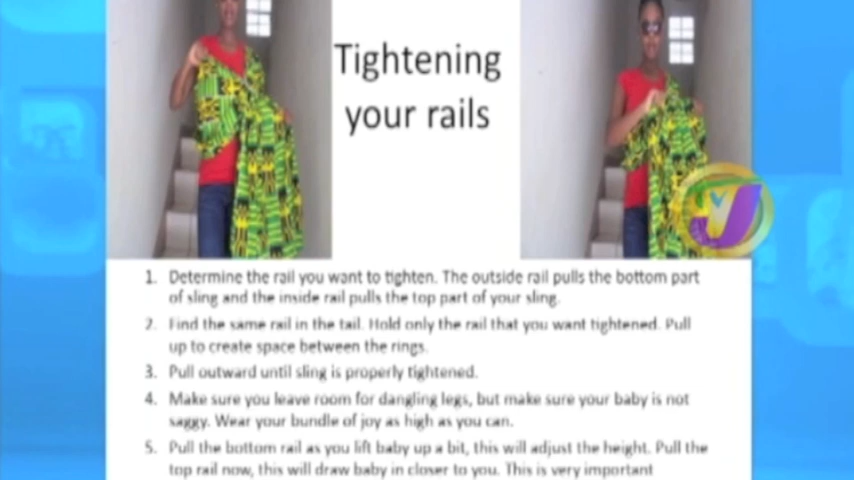 Tightening
your rails
1. Determine the rail you want to tighten. The outside rail pulls the bottom part
of sling and the inside rail pulls the top part of your sling.
2. Find the same rail in the tail. Hold only the rail that you want tightened. Pull
up to create space between the rings.
3. Pull outward until sling is properly tightened.
4. Make sure you leave room for dangling legs, but make sure your baby is not
saggy. Wear your bundle of joy as high as you can.
5. Pull the bottom rail as you lift baby up a bit, this will adjust the height. Pull the
top rail now, this will draw baby in closer to you. This is very important